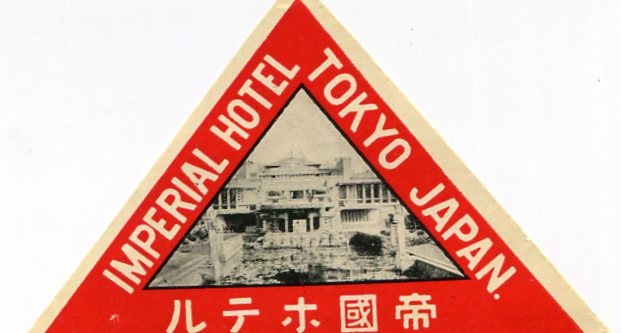 IMPERIAL HOTEL
TOKYO JAPAN.
帝國ホテル